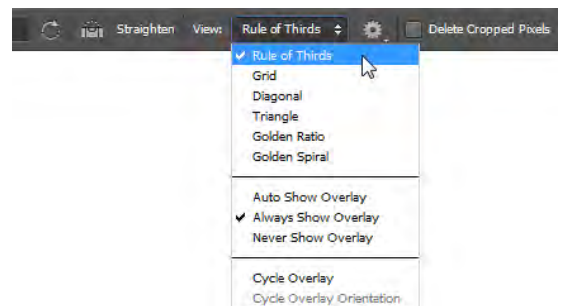 Straighten View: Rule of Thirds Delete Cropped Pixels
Rule of Thirds
Grid
Diagonal
Triangle
Golden Ratio
Golden Spiral
Auto Show Overlay
Always Show Overlay
Never Show Overlay
Cycle Overlay
Cycle Overlay Orientation